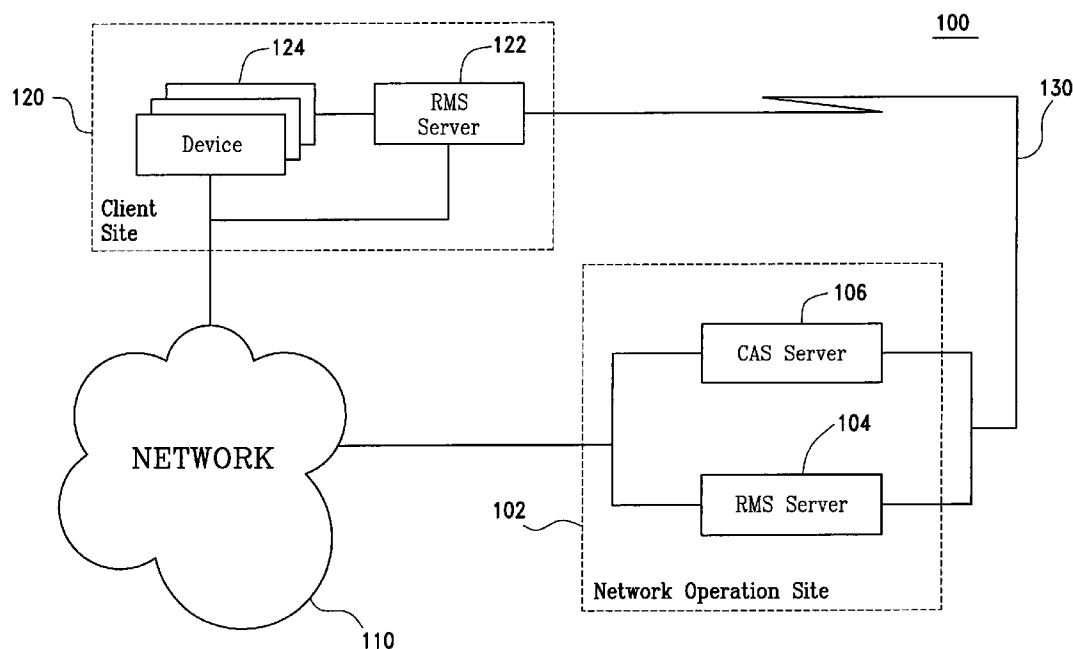 100
124
122
120
130
RMS
Server
Device
Client
Site
106
CAS Server
104
NETWORK
RMS Server
102
Network Operation Site
110